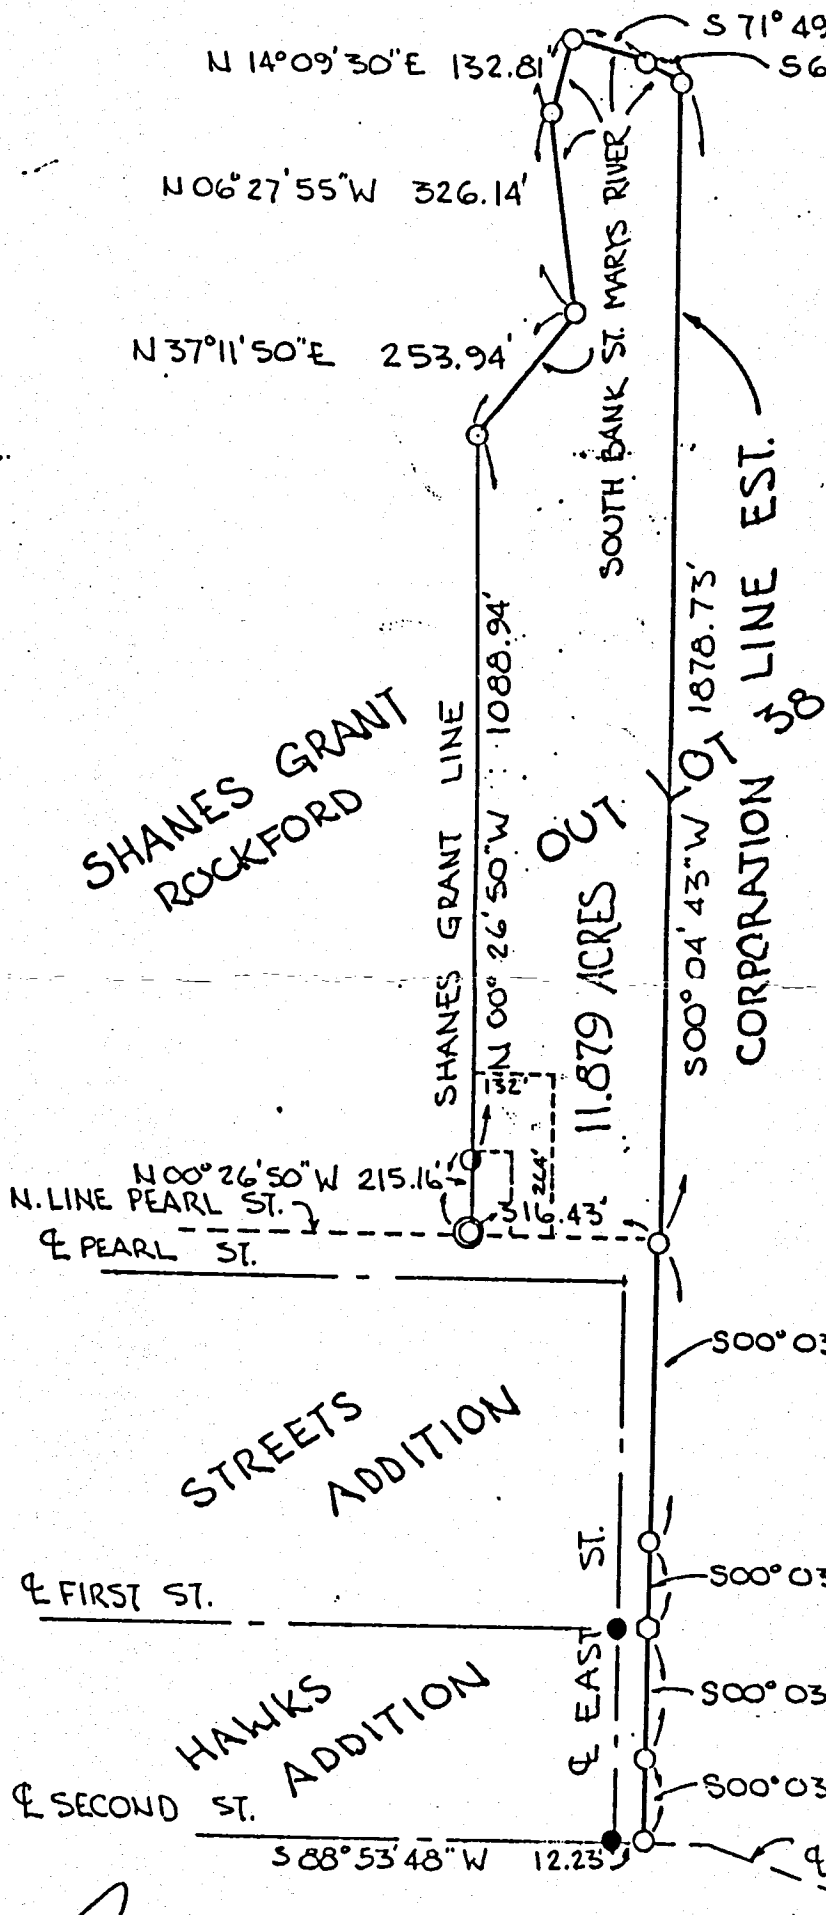 S 71° 49
N 14°09'30"E 132.81'
S6
N 06°27'55"W 326.14'
N 37°11'50"E 253.94'
SOUTH BANK ST. MARYS RIVER
CORPORATION LINE EST.
S00° 04' 43"W 1878.73'
SHANES GRANT
ROCKFORD
SHANES GRANT LINE
N 00° 26' 50"W 1088.94'
OUT LOT 38
11.879 ACRES
132'
264'
N 00° 26' 50" W 215.16'
316.43'
N. LINE PEARL ST.
℄ PEARL ST.
S00° 03
STREETS
ADDITION
℄ FIRST ST.
S00° 03
℄ EAST ST.
HAWKS
ADDITION
S00° 03
S00° 03
℄ SECOND ST.
S 88° 53' 48" W 12.23'
℄